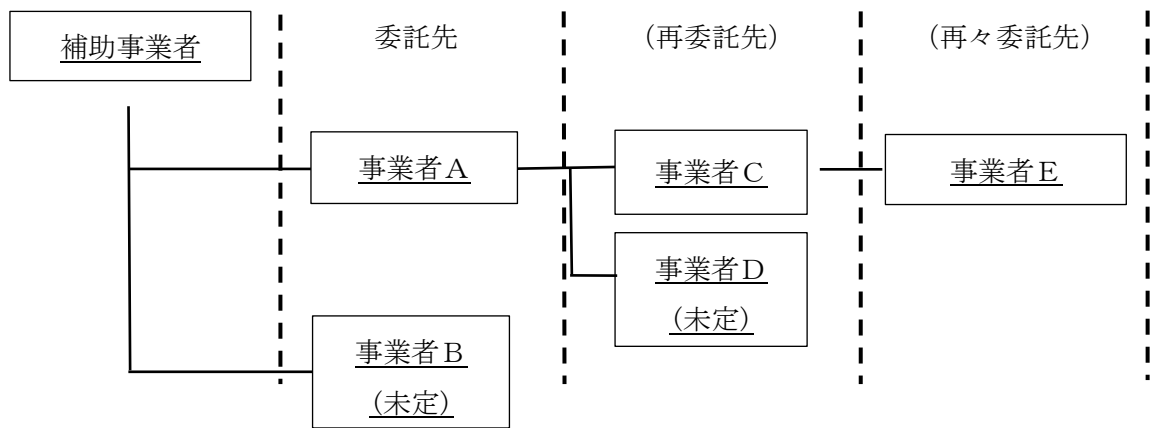 補助事業者
委託先
(再委託先)
(再々委託先)
事業者A
事業者C
事業者E
事業者D
(未定)
事業者B
(未定)